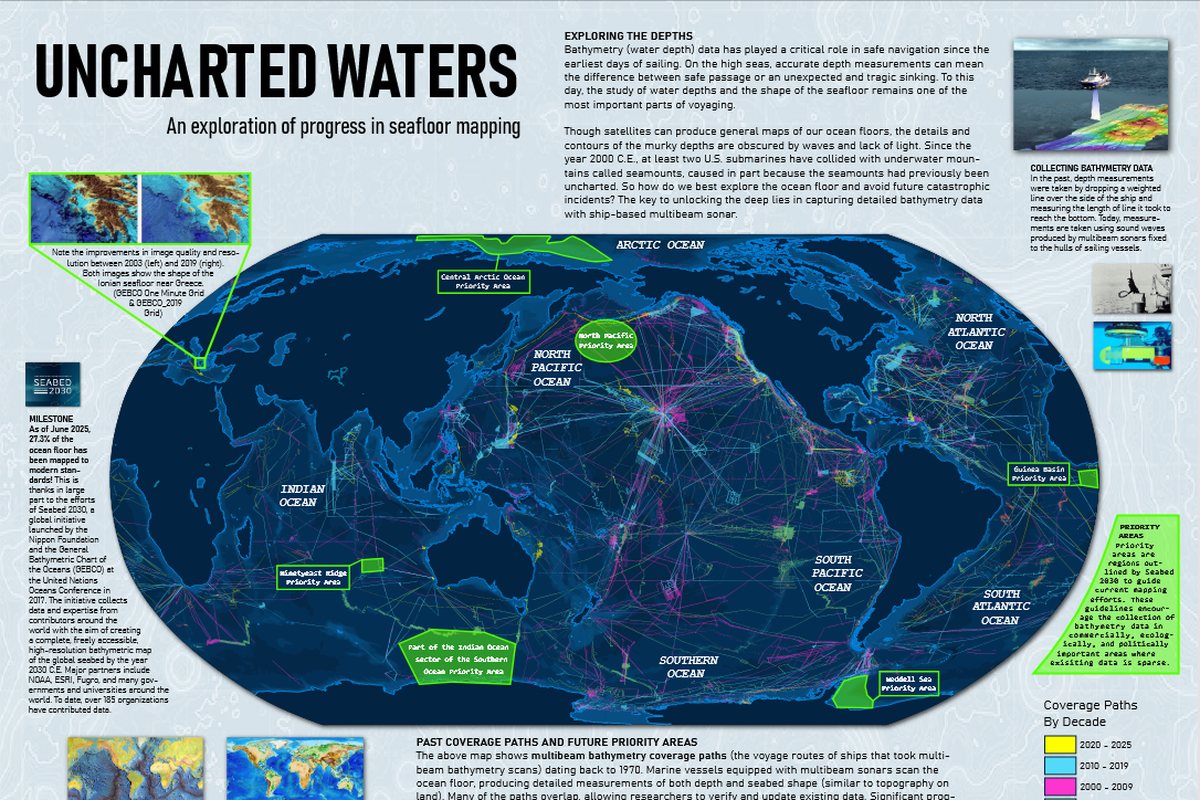 UNCHARTED WATERS
An exploration of progress in seafloor mapping
EXPLORING THE DEPTHS
Bathymetry (water depth) data has played a critical role in safe navigation since the
earliest days of sailing. On the high seas, accurate depth measurements can mean
the difference between safe passage or an unexpected and tragic sinking. To this
day, the study of water depths and the shape of the seafloor remains one of the
most important parts of voyaging.
Though satellites can produce general maps of our ocean floors, the details and
contours of the murky depths are obscured by waves and lack of light. Since the
year 2000 C.E., at least two U.S. submarines have collided with underwater moun-
tains called seamounts, caused in part because the seamounts had previously been
uncharted. So how do we best explore the ocean floor and avoid future catastrophic
incidents? The key to unlocking the deep lies in capturing detailed bathymetry data
with ship-based multibeam sonar.
COLLECTING BATHYMETRY DATA
In the past, depth measurements
were taken by dropping a weighted
line over the side of the ship and
measuring the length of line it took to
reach the bottom. Today, measure-
ments are taken using sound waves
produced by multibeam sonars fixed
to the hulls of sailing vessels.
Note the improvements in image quality and reso-
lution between 2003 (left) and 2019 (right).
Both images show the shape of the
Ionian seafloor near Greece.
(GEBCO One Minute Grid
& GEBCO_2019
Grid)
SEABED
2030
MILESTONE
As of June 2025,
27.3% of the
ocean floor has
been mapped to
modern stan-
dards! This is
thanks in large
part to the efforts
of Seabed 2030, a
global initiative
launched by the
Nippon Foundation
and the General
Bathymetric Chart of
the Oceans (GEBCO) at
the United Nations
Oceans Conference in
2017. The initiative collects
data and expertise from
contributors around the
world with the aim of creating
a complete, freely accessible,
high-resolution bathymetric map
of the global seabed by the year
2030 C.E. Major partners include
NOAA, ESRI, Fugro, and many gov-
ernments and universities around the
world. To date, over 185 organizations
have contributed data.
ARCTIC OCEAN
Central Arctic Ocean
Priority Area
North Pacific
Priority Area
NORTH
PACIFIC
OCEAN
NORTH
ATLANTIC
OCEAN
INDIAN
OCEAN
Guinea Basin
Priority Area
Ninetyeast Ridge
Priority Area
SOUTH
PACIFIC
OCEAN
SOUTH
ATLANTIC
OCEAN
Part of the Indian Ocean
sector of the Southern
Ocean Priority Area
SOUTHERN
OCEAN
Weddell Sea
Priority Area
PRIORITY
AREAS
Priority
areas are
regions out-
lined by Seabed
2030 to guide
current mapping
efforts. These
guidelines encour-
age the collection of
bathymetry data in
commercially, ecolog-
ically, and politically
important areas where
exisiting data is sparse.
Coverage Paths
By Decade
2020 - 2025
2010 - 2019
2000 - 2009
PAST COVERAGE PATHS AND FUTURE PRIORITY AREAS
The above map shows multibeam bathymetry coverage paths (the voyage routes of ships that took multi-
beam bathymetry scans) dating back to 1970. Marine vessels equipped with multibeam sonars scan the
ocean floor, producing detailed measurements of both depth and seabed shape (similar to topography on
land). Many of the paths overlap, allowing researchers to verify and update existing data. Significant prog-